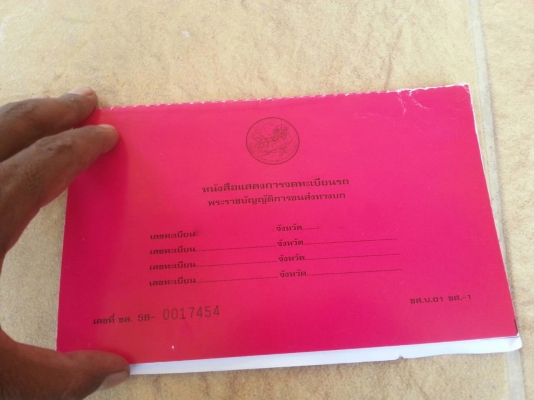 หนังสือแสดงการจดทะเบียนรถ
พระราชบัญญัติการขนส่งทางบก
เลขทะเบียน จังหวัด
เลขทะเบียน จังหวัด
เลขทะเบียน จังหวัด
เลขทะเบียน จังหวัด
เลขที่ ขค. 58- 0017454